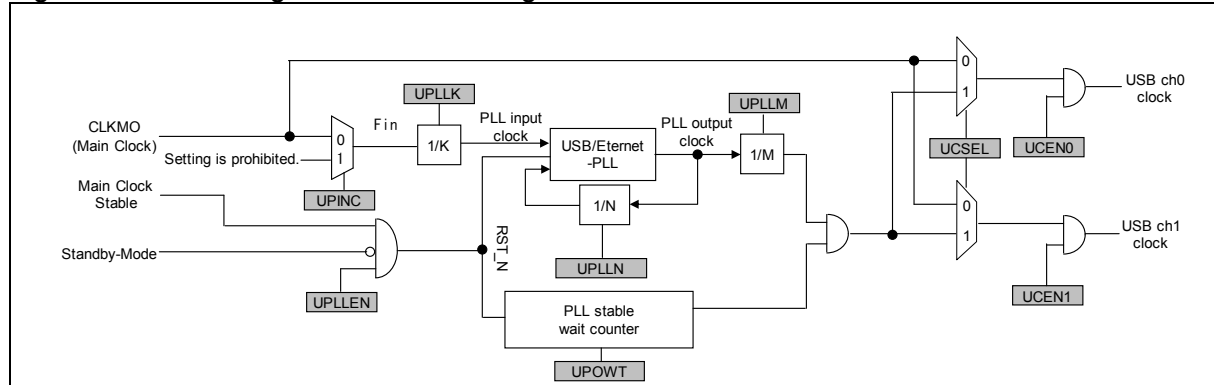 UPLLK
UPLLM
0
1
USB ch0
clock
Fin
PLL input
clock
PLL output
clock
CLKMO
(Main Clock)
0
1
1/K
USB/Eternet
-PLL
1/M
UCSEL
UCEN0
Setting is prohibited.
Main Clock
Stable
UPINC
1/N
0
1
USB ch1
clock
RST_N
Standby-Mode
UPLLN
UPLLEN
UCEN1
PLL stable
wait counter
UPOWT